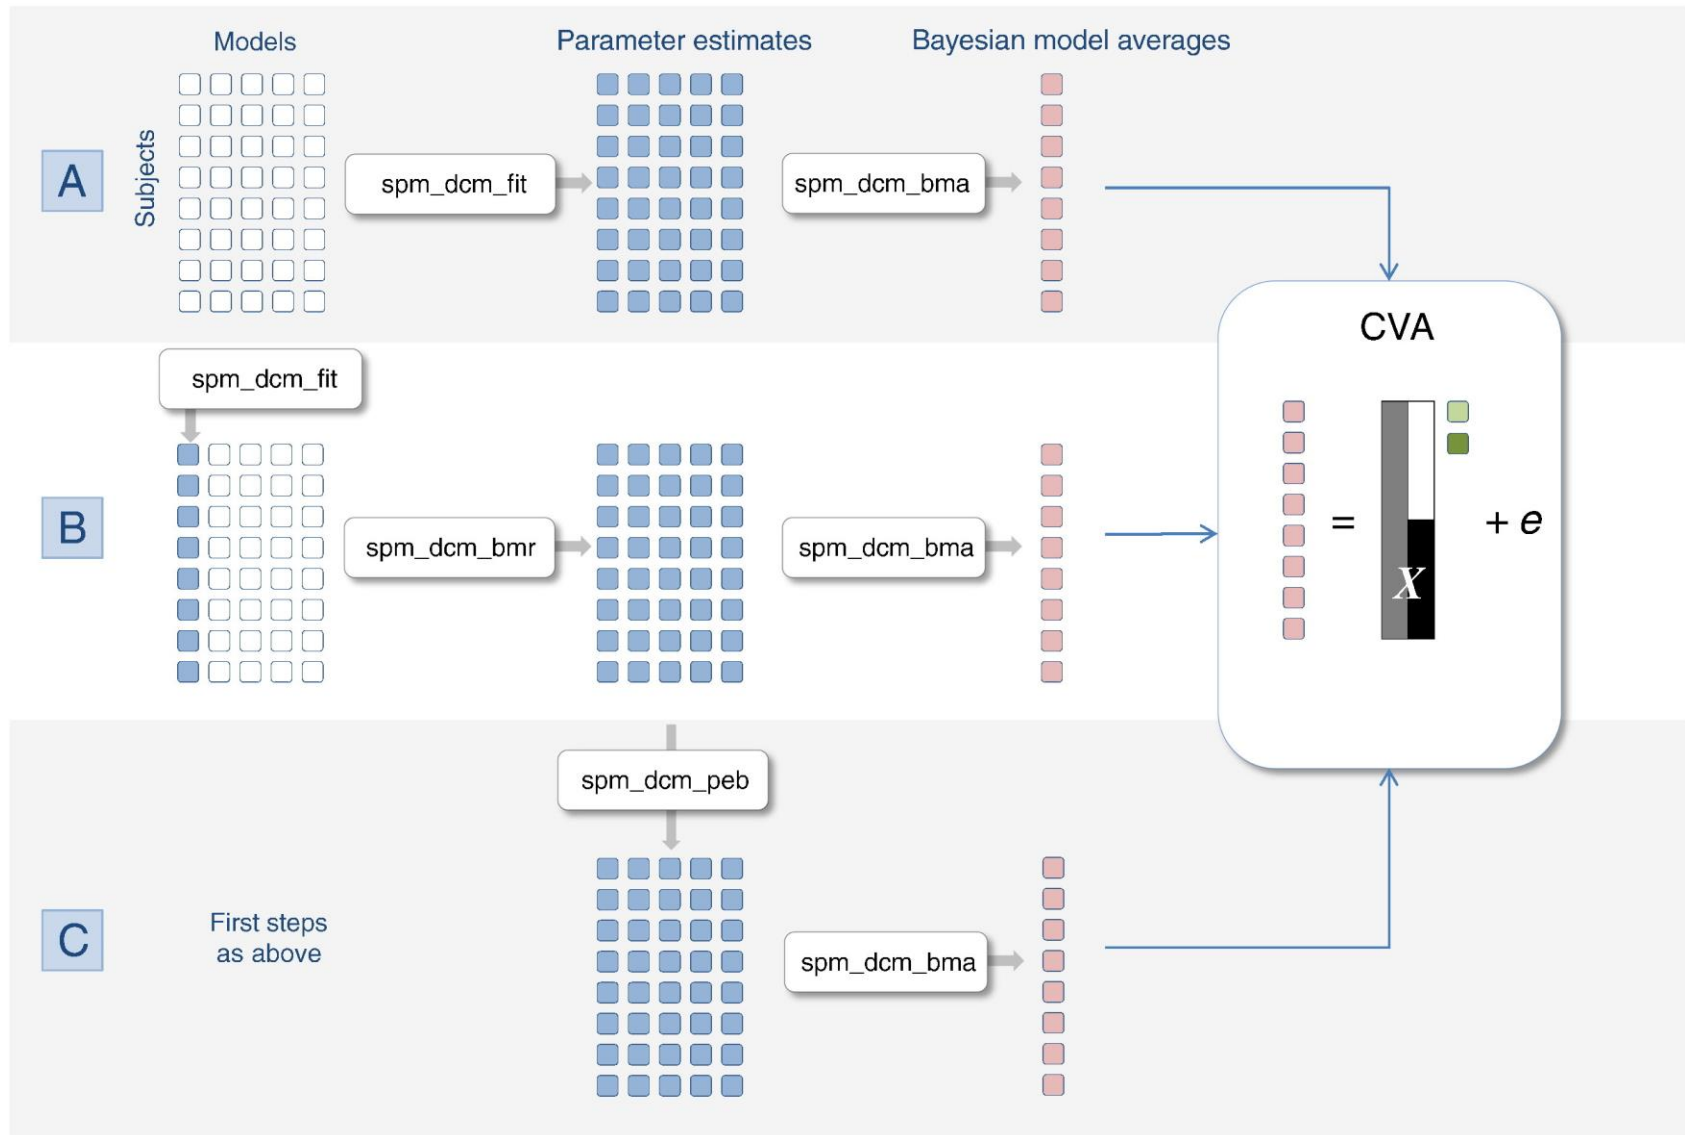 Models
Parameter estimates
Bayesian model averages
A
Subjects
spm_dcm_fit
spm_dcm_bma
CVA
=
X
+ e
spm_dcm_fit
B
spm_dcm_bmr
spm_dcm_bma
spm_dcm_peb
C
First steps
as above
spm_dcm_bma